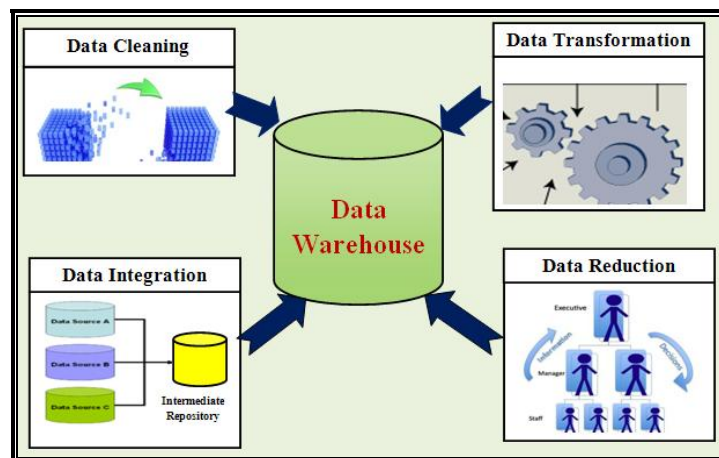 Data Cleaning
Data Transformation
Data
Warehouse
Data Integration
Data Source A
Data Source B
Data Source C
Intermediate
Repository
Data Reduction
Executive
Information
Decisions
Manager
Staff